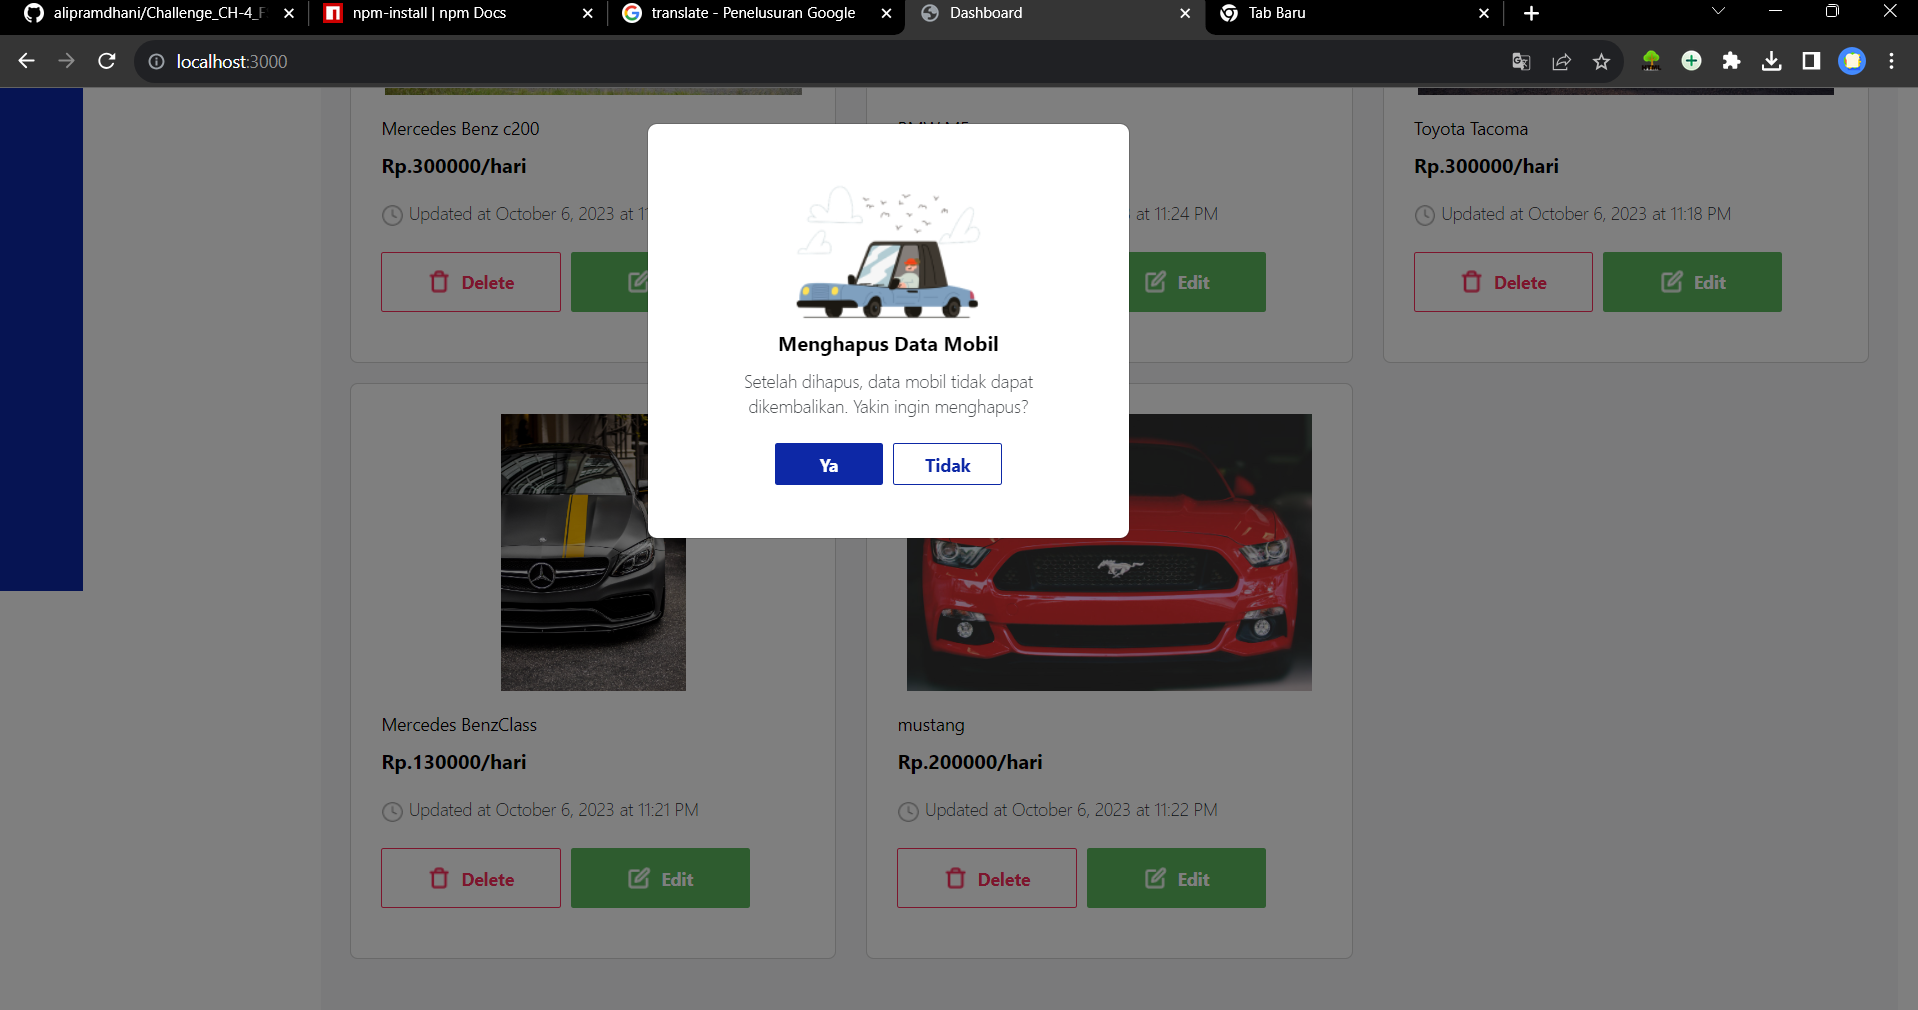 alipramdhani/Challenge_CH-4_F
npm-install | npm Docs
translate - Penelusuran Google
Dashboard
Tab Baru
localhost:3000
Mercedes Benz c200
Toyota Tacoma
Rp.300000/hari
Rp.300000/hari
Updated at October 6, 2023 at 11
at 11:24 PM
Updated at October 6, 2023 at 11:18 PM
Delete
Edit
Delete
Edit
Menghapus Data Mobil
Setelah dihapus, data mobil tidak dapat
dikembalikan. Yakin ingin menghapus?
Ya
Tidak
Mercedes BenzClass
mustang
Rp.130000/hari
Rp.200000/hari
Updated at October 6, 2023 at 11:21 PM
Updated at October 6, 2023 at 11:22 PM
Delete
Edit
Delete
Edit